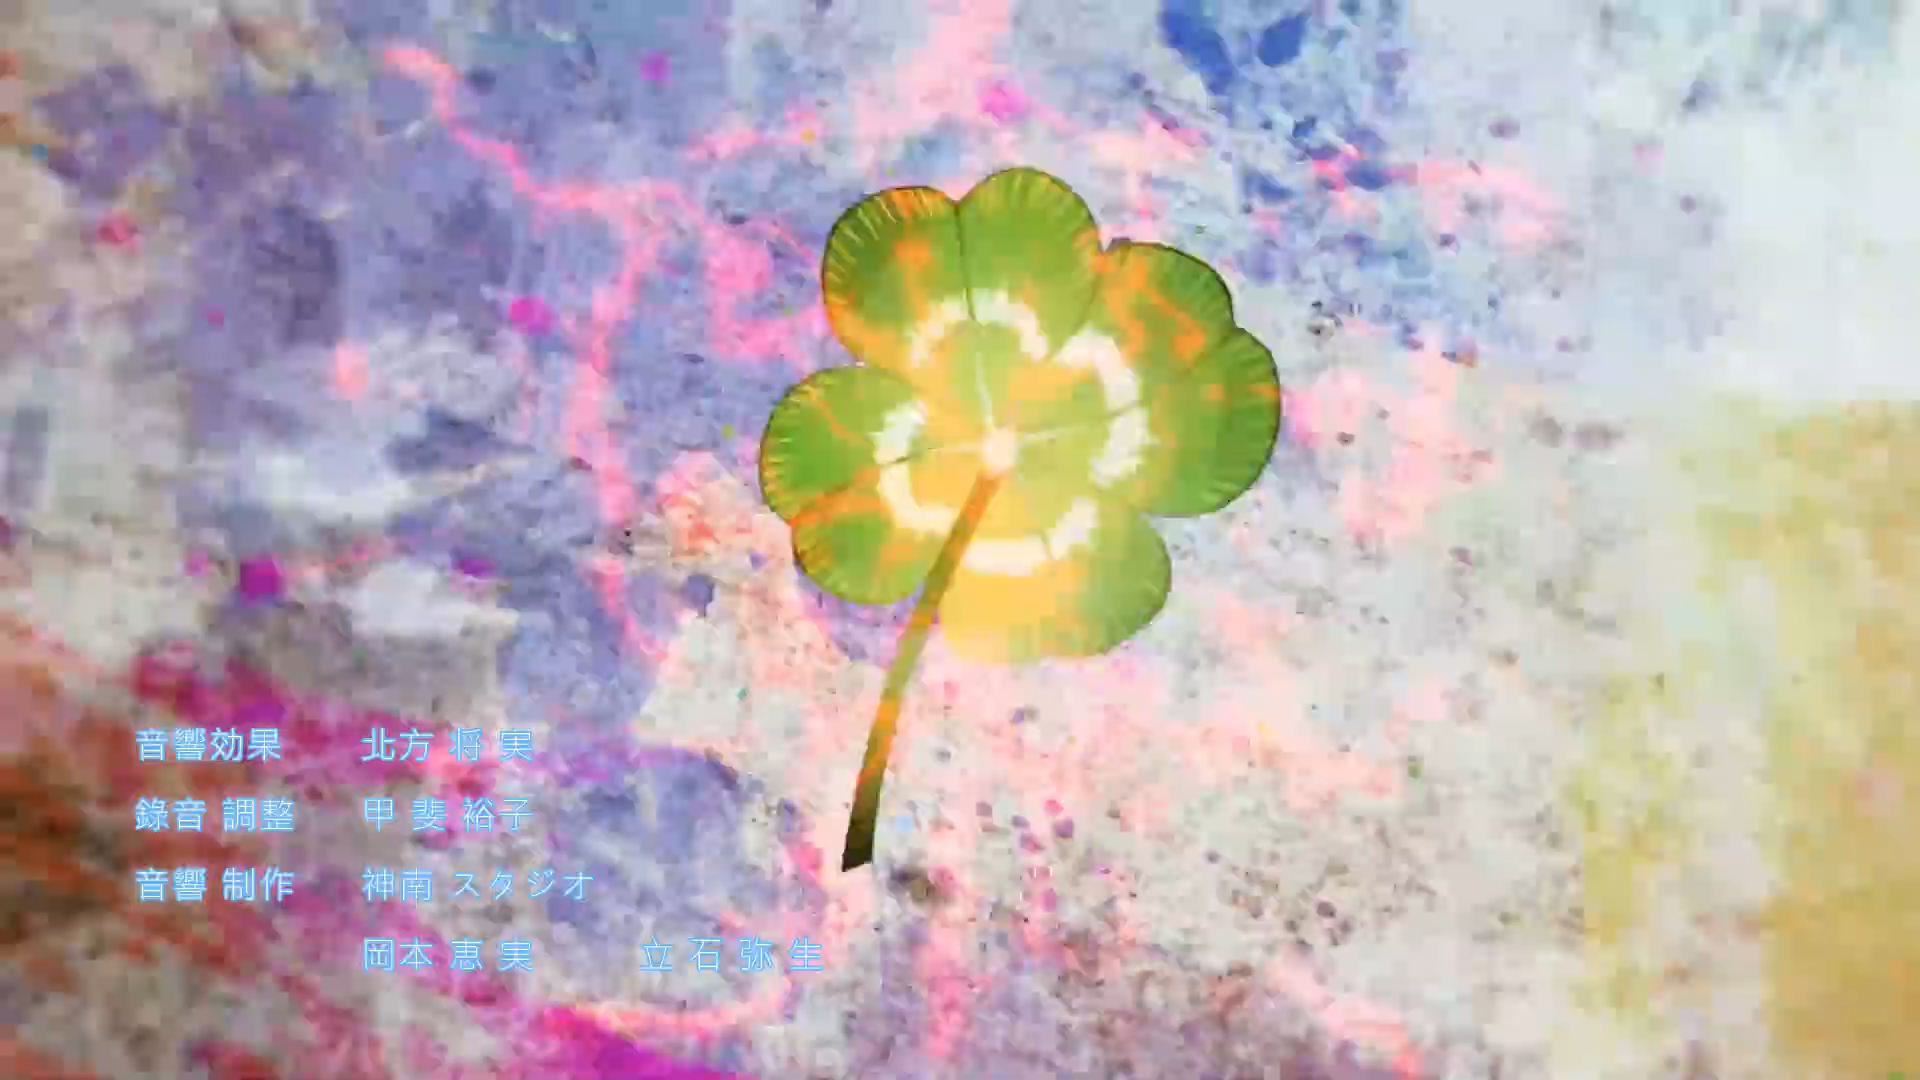 音響効果 北方 将 実
錄音 調整 甲 斐 裕子
音響 制作 神南 スタジオ
岡本 恵 実 立 石 弥 生